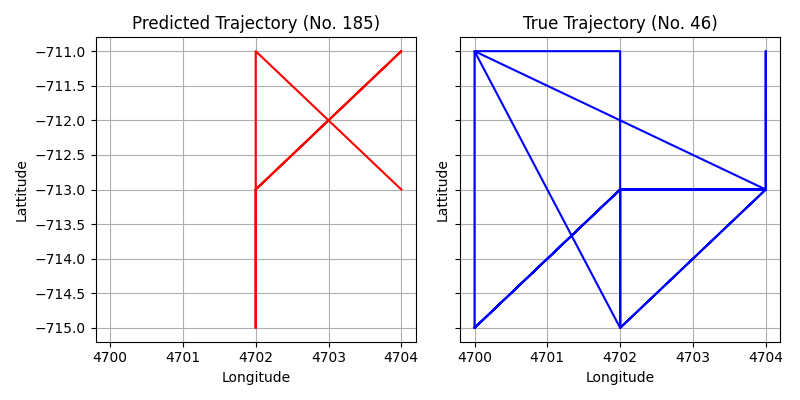 Predicted Trajectory (No. 185)
True Trajectory (No. 46)
Lattitude
−711.0
−711.5
−712.0
−712.5
−713.0
−713.5
−714.0
−714.5
−715.0
4700 4701 4702 4703 4704
Longitude
Lattitude
4700 4701 4702 4703 4704
Longitude